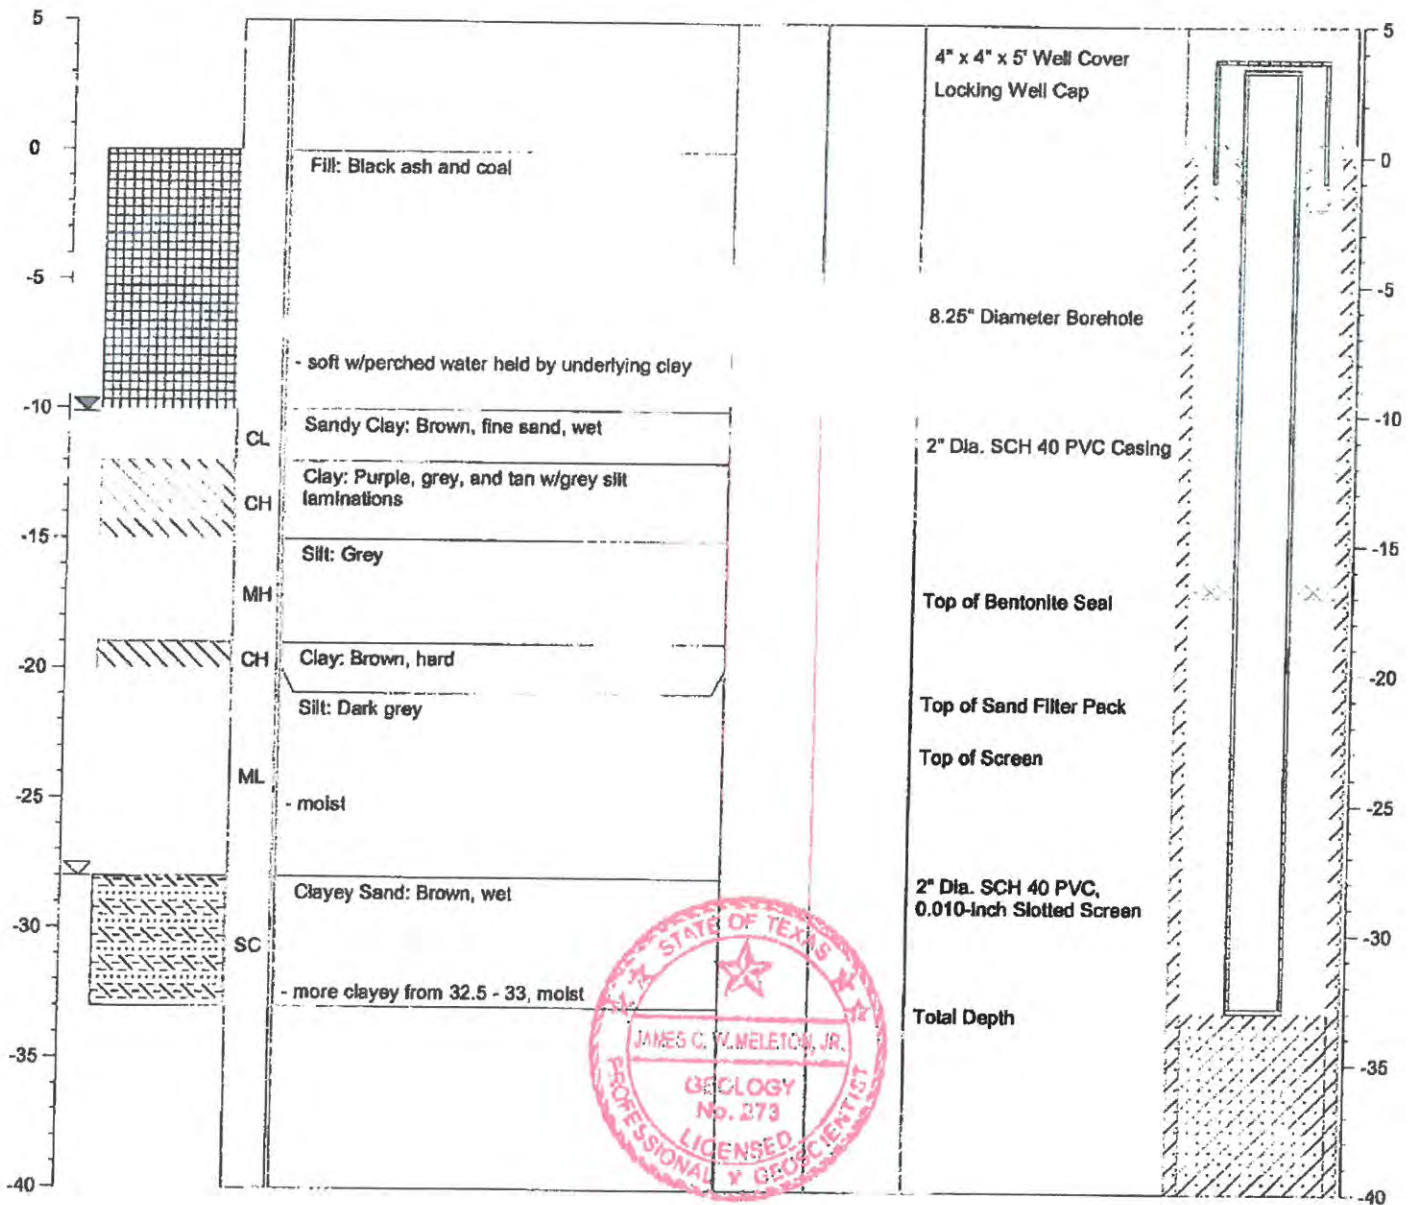 5
0
-5
-10
-15
-20
-25
-30
-35
-40
CL
CH
MH
CH
ML
SC
Fill: Black ash and coal
- soft w/perched water held by underlying clay
Sandy Clay: Brown, fine sand, wet
Clay: Purple, grey, and tan w/grey silt
laminations
Silt: Grey
Clay: Brown, hard
Silt: Dark grey
- moist
Clayey Sand: Brown, wet
- more clayey from 32.5 - 33, moist
STATE OF TEXAS
JAMES C. W. MELETON, JR.
GEOLOGY
No. 273
LICENSED
PROFESSIONAL GEOSCIENTIST
4" x 4" x 5' Well Cover
Locking Well Cap
8.25" Diameter Borehole
2" Dia. SCH 40 PVC Casing
Top of Bentonite Seal
Top of Sand Filter Pack
Top of Screen
2" Dia. SCH 40 PVC,
0.010-inch Slotted Screen
Total Depth
5
0
-5
-10
-15
-20
-25
-30
-35
-40